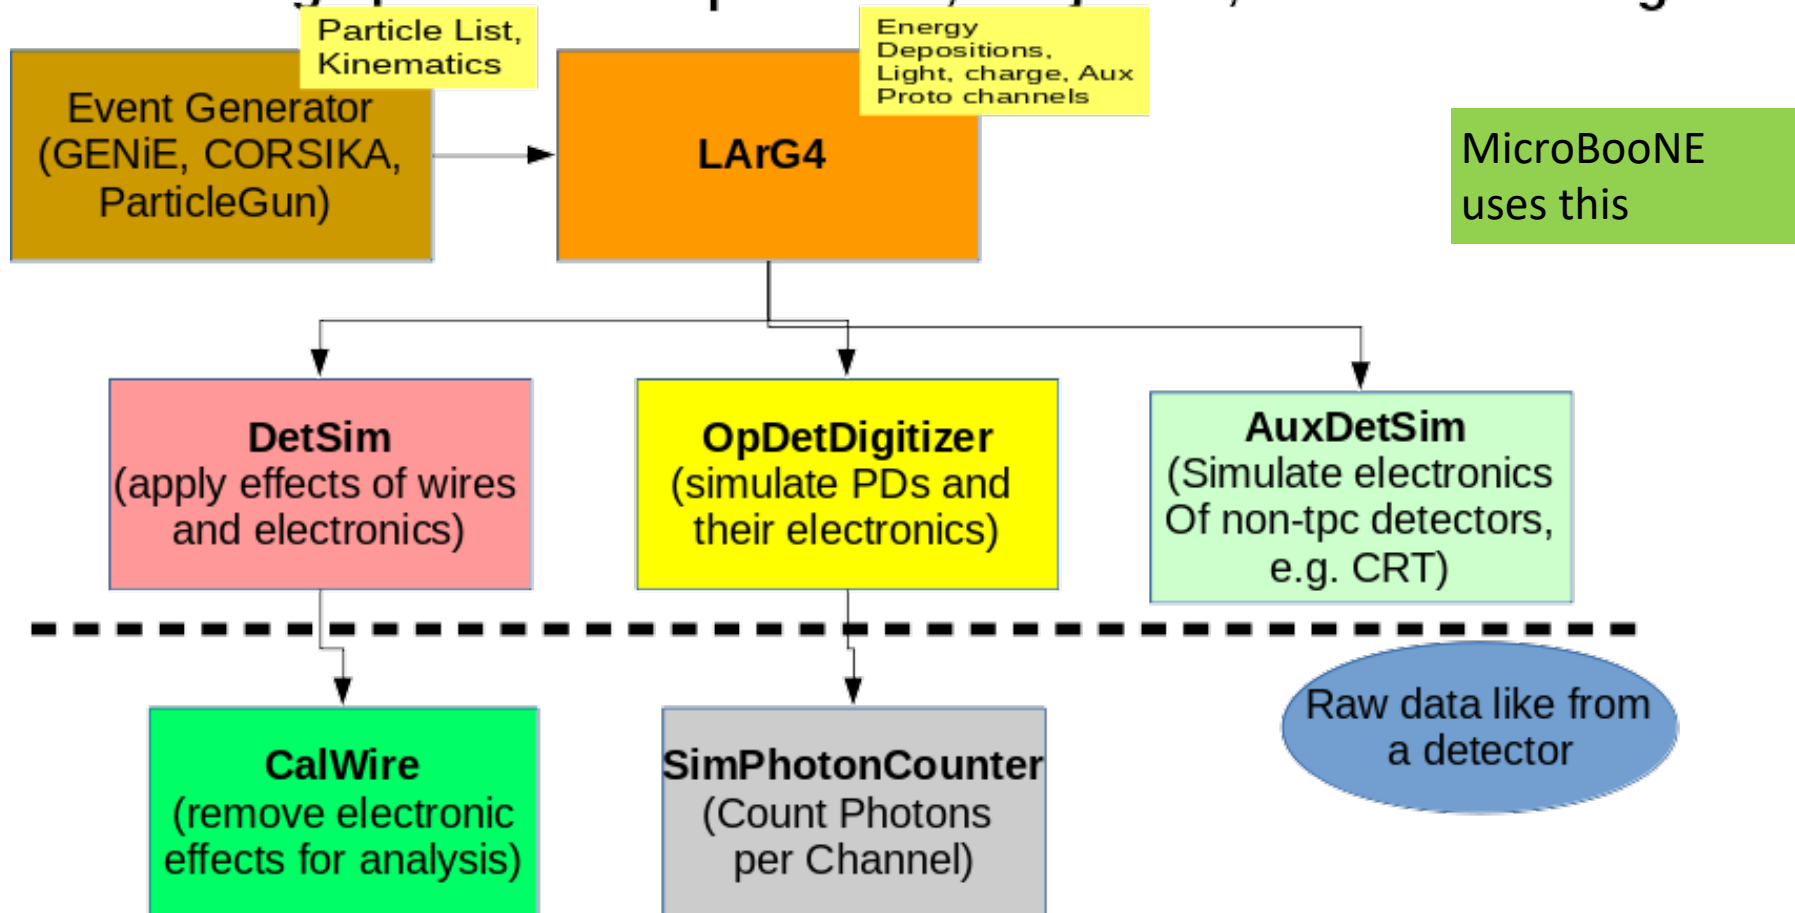 Particle List,
Kinematics
Energy
Depositions,
Light, charge, Aux
Proto channels
Event Generator
(GENiE, CORSIKA,
ParticleGun)
LArG4
MicroBooNE
uses this
DetSim
(apply effects of wires
and electronics)
OpDetDigitizer
(simulate PDs and
their electronics)
AuxDetSim
(Simulate electronics
Of non-tpc detectors,
e.g. CRT)
CalWire
(remove electronic
effects for analysis)
SimPhotonCounter
(Count Photons
per Channel)
Raw data like from
a detector